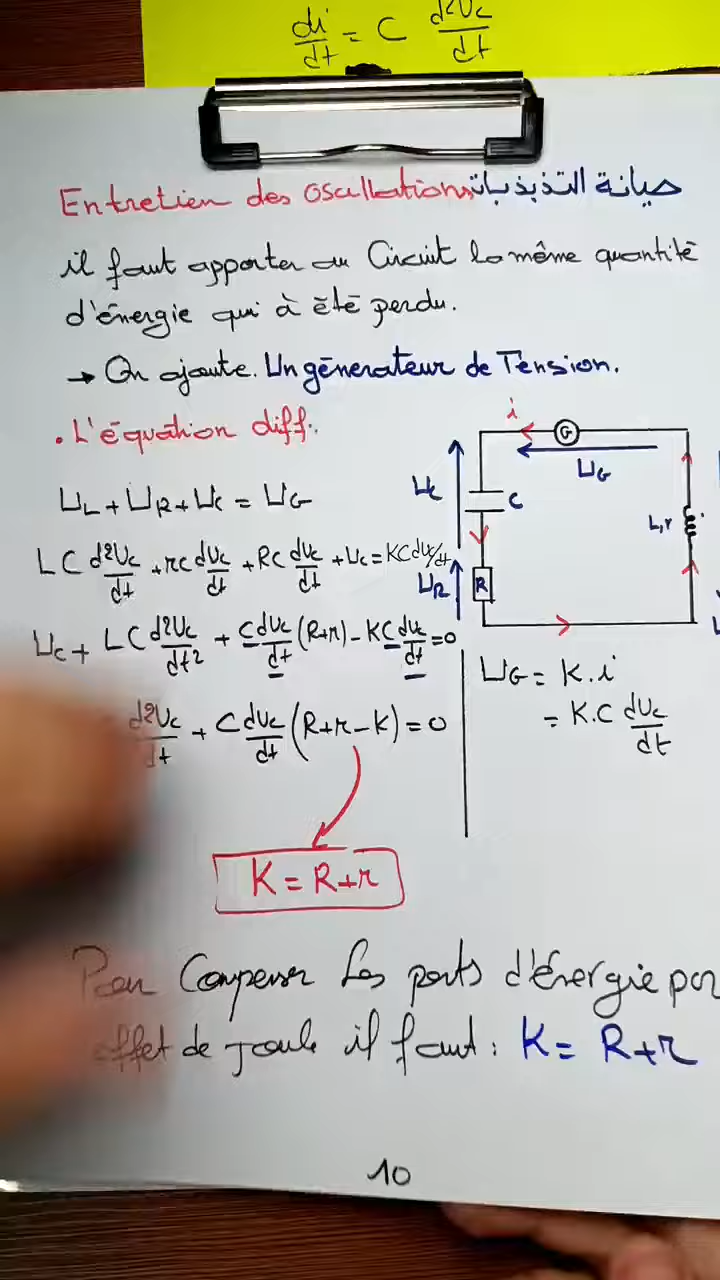 di/dt = C d2Uc/dt
Entretien des oscillations صيانة التذبذبات
il faut apporter au Circuit la même quantité
d'énergie qui à été perdu.
→ On ajoute. Un générateur de Tension.
. L'équation diff.
i
G
UG
Uc
C
L,r
UR
R
UL + UR + Uc = UG
LC d2Uc/dt + rc dUc/dt + RC dUc/dt + Uc = KC dUc/dt
Uc + LC d2Uc/dt2 + C dUc/dt (R+r) - KC dUc/dt = 0
d2Uc/dt + C dUc/dt (R+r-K) = 0
UG = K.i
= K.C dUc/dt
K = R+r
Pour Compenser les perts d'énergie par
effet de Joule il faut : K = R+r
10